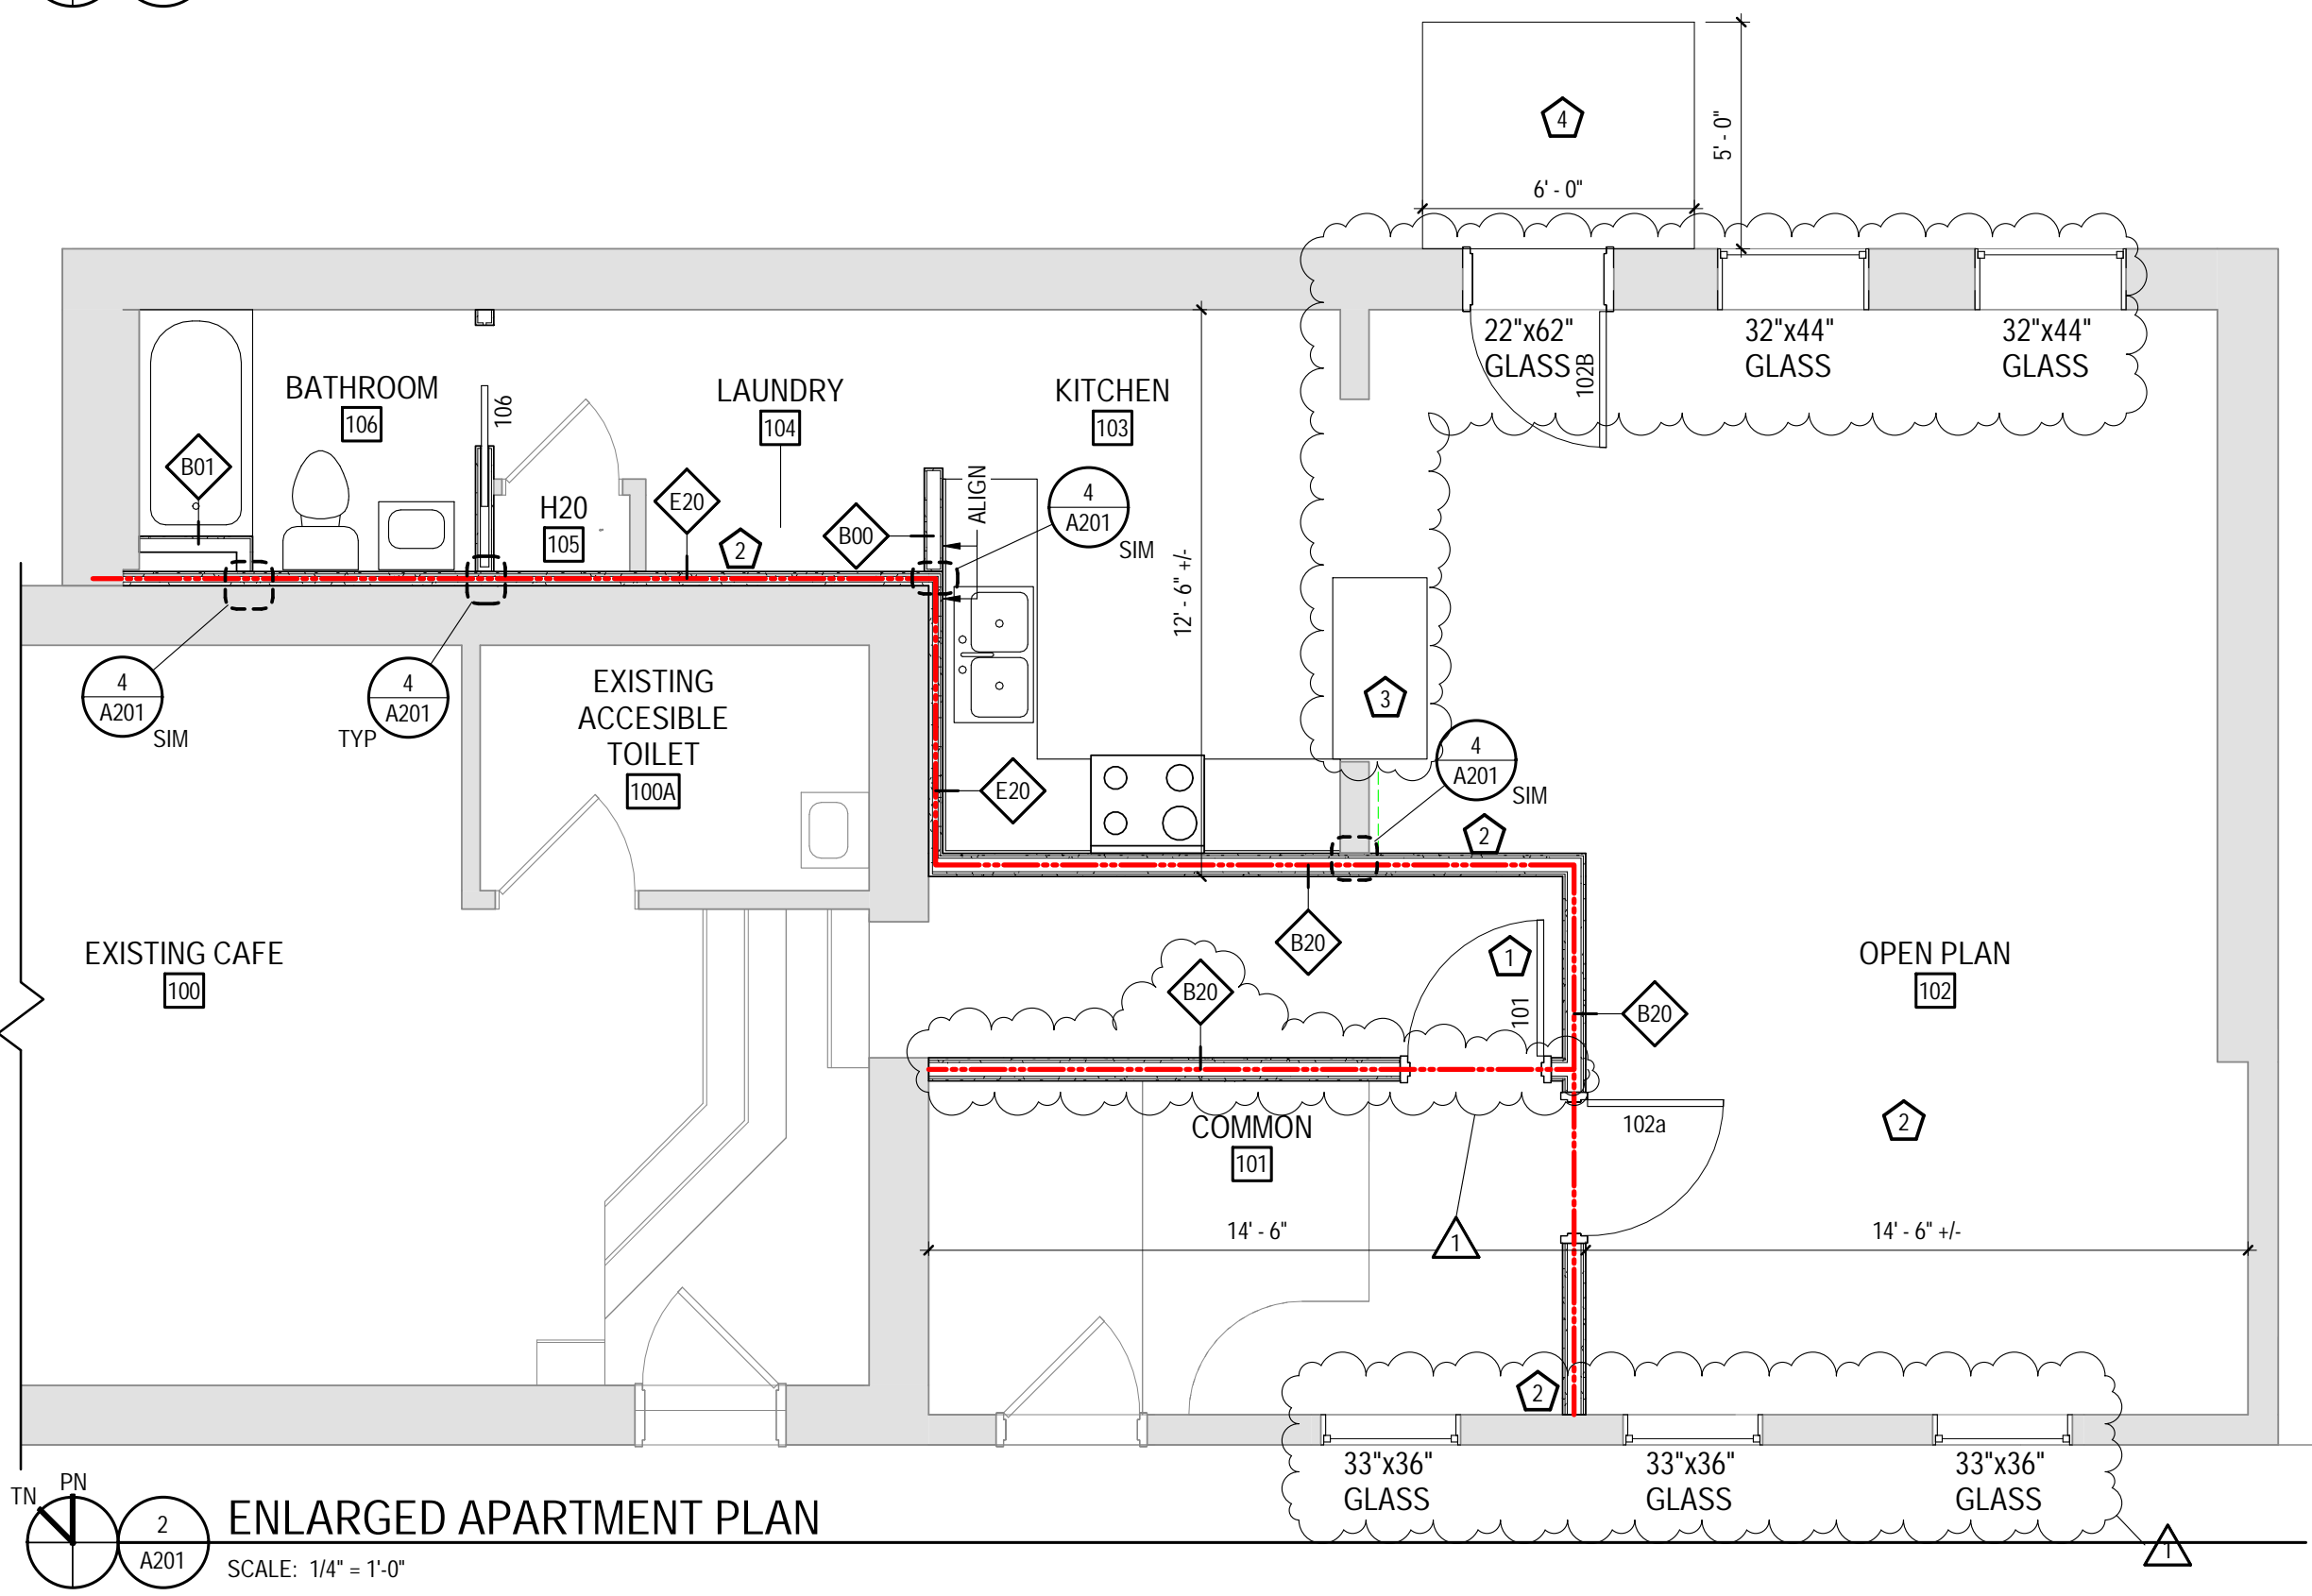 4
5' - 0"
6' - 0"
22"x62"
GLASS
102B
32"x44"
GLASS
32"x44"
GLASS
BATHROOM
106
106
LAUNDRY
104
KITCHEN
103
B01
H20
105
E20
2
B00
ALIGN
4
A201
SIM
12' - 6" +/-
4
A201
SIM
4
A201
TYP
EXISTING
ACCESIBLE
TOILET
100A
E20
3
4
A201
SIM
2
B20
EXISTING CAFE
100
B20
1
101
B20
OPEN PLAN
102
COMMON
101
102a
2
14' - 6"
1
14' - 6" +/-
2
33"x36"
GLASS
33"x36"
GLASS
33"x36"
GLASS
1
TN
PN
2
A201
ENLARGED APARTMENT PLAN
SCALE: 1/4" = 1'-0"